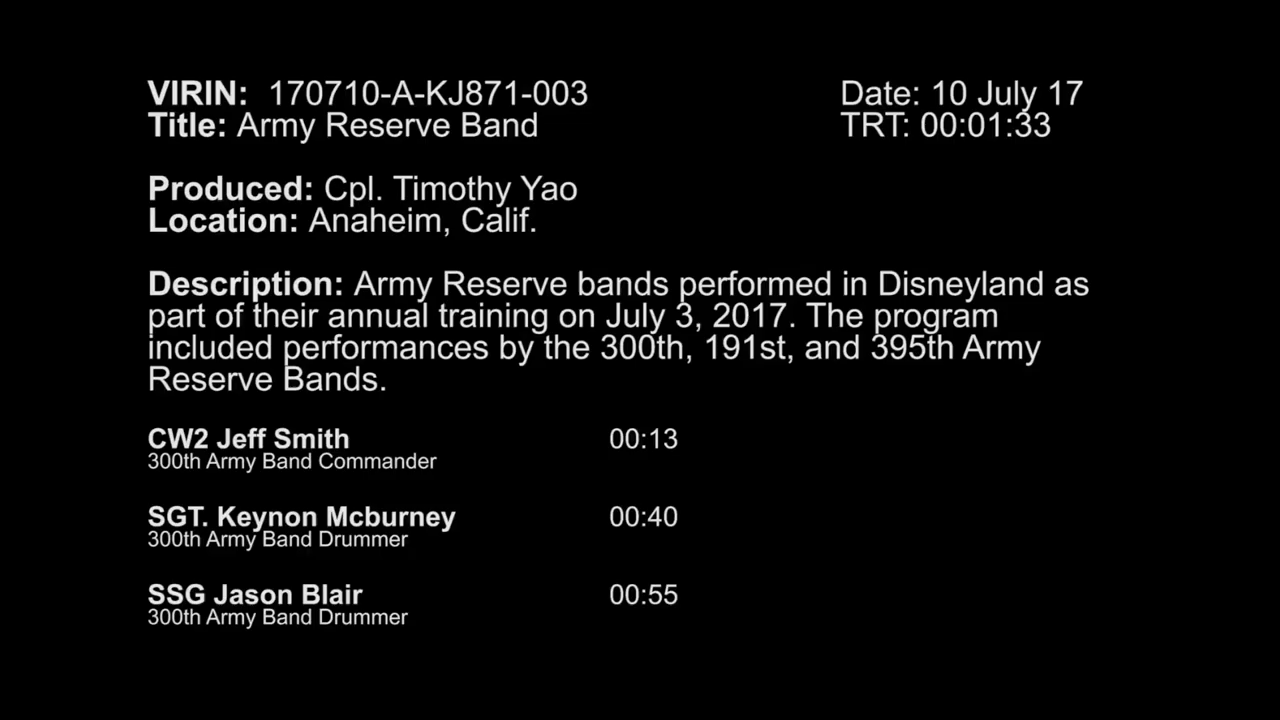 VIRIN: 170710-A-KJ871-003
Date: 10 July 17
Title: Army Reserve Band
TRT: 00:01:33
Produced: Cpl. Timothy Yao
Location: Anaheim, Calif.
Description: Army Reserve bands performed in Disneyland as
part of their annual training on July 3, 2017. The program
included performances by the 300th, 191st, and 395th Army
Reserve Bands.
CW2 Jeff Smith 00:13
300th Army Band Commander
SGT. Keynon Mcburney 00:40
300th Army Band Drummer
SSG Jason Blair 00:55
300th Army Band Drummer